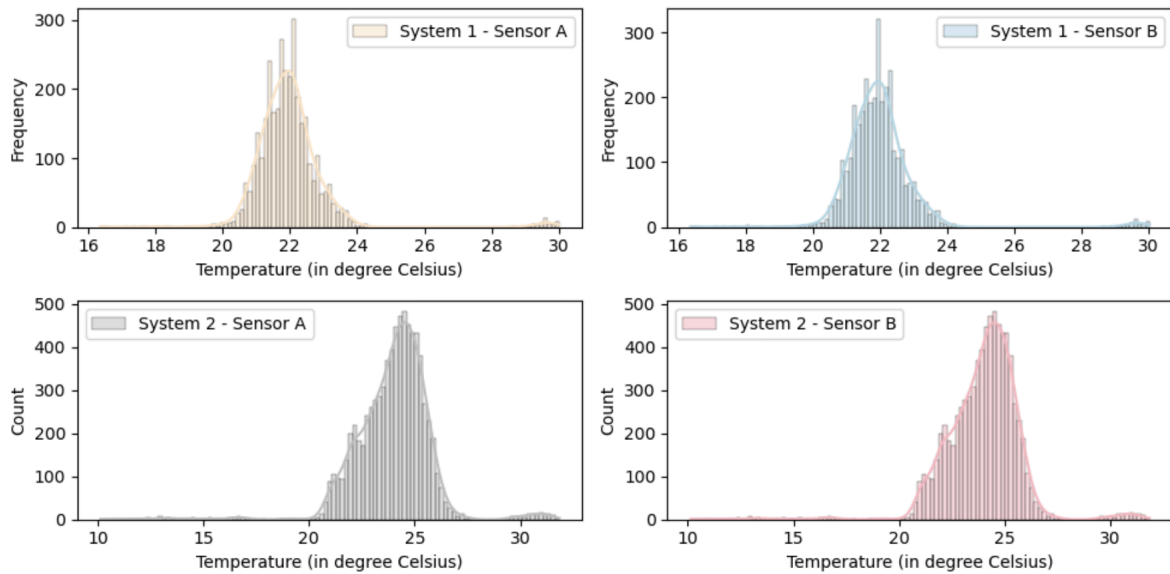 System 1 - Sensor A
300
200
100
0
Frequency
16 18 20 22 24 26 28 30
Temperature (in degree Celsius)
System 1 - Sensor B
300
200
100
0
Frequency
16 18 20 22 24 26 28 30
Temperature (in degree Celsius)
System 2 - Sensor A
500
400
300
200
100
0
Count
10 15 20 25 30
Temperature (in degree Celsius)
System 2 - Sensor B
500
400
300
200
100
0
Count
10 15 20 25 30
Temperature (in degree Celsius)